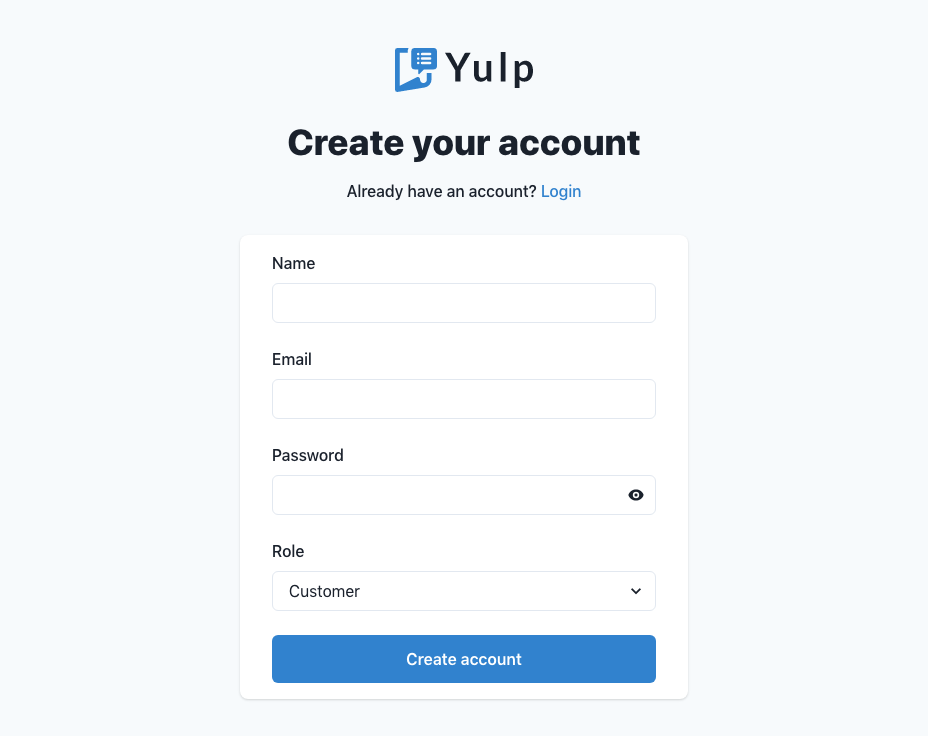 Yulp
Create your account
Already have an account? Login
Name
Email
Password
Role
Customer
Create account